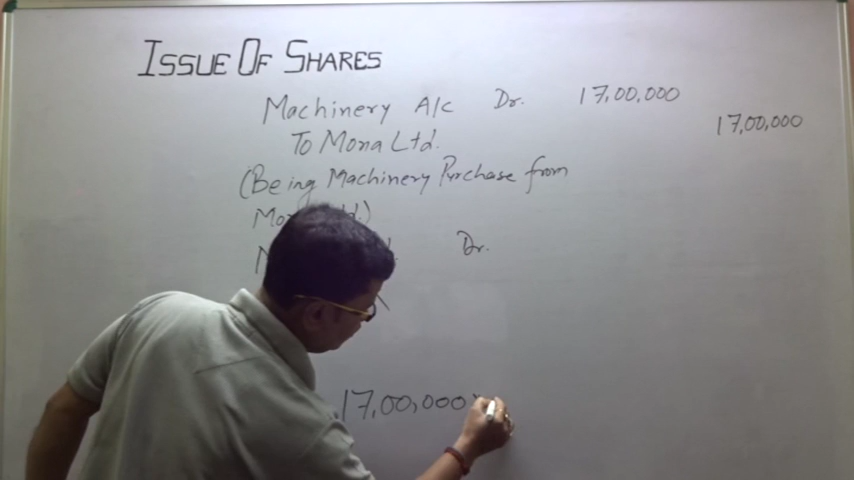 ISSUE OF SHARES
Machinery A/c Dr. 17,00,000
To Mona Ltd. 17,00,000
(Being Machinery Purchase from
Dr.
17,00,000